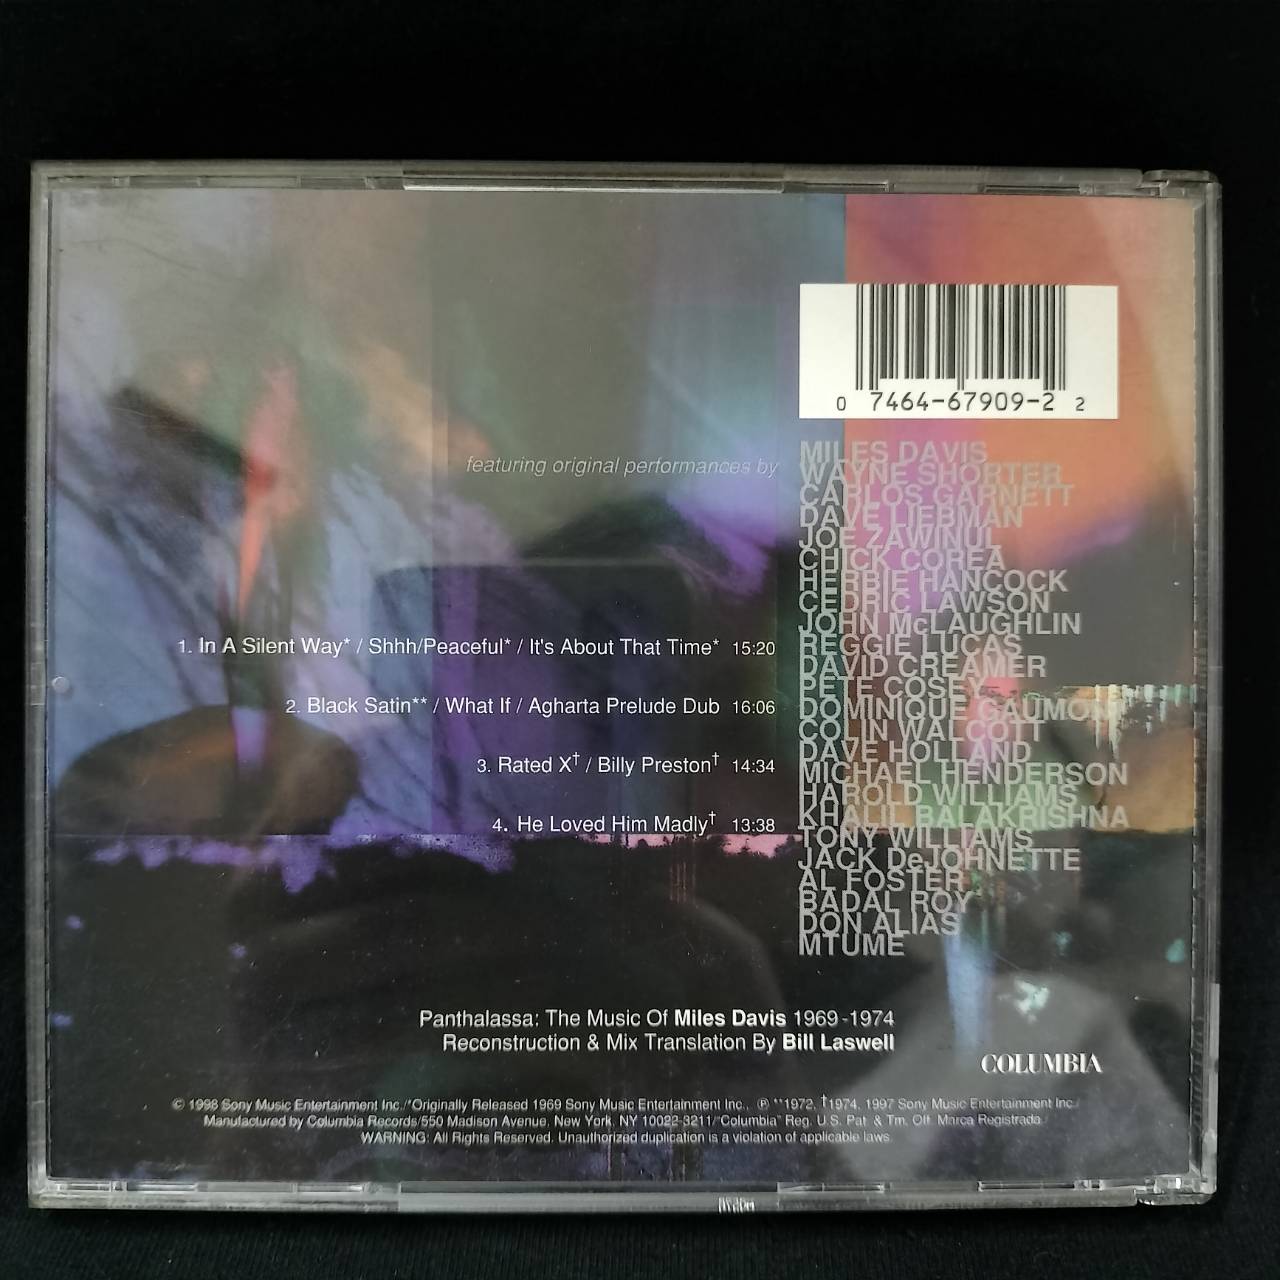 0 7464-67909-2 2
featuring original performances by
MILES DAVIS
WAYNE SHORTER
CARLOS GARNETT
DAVE LIEBMAN
JOE ZAWINUL
CHICK COREA
HERBIE HANCOCK
CEDRIC LAWSON
JOHN McLAUGHLIN
REGGIE LUCAS
DAVID CREAMER
PETE COSEY
DOMINIQUE GAUMONT
COLIN WALCOTT
DAVE HOLLAND
MICHAEL HENDERSON
HAROLD WILLIAMS
KHALIL BALAKRISHNA
TONY WILLIAMS
JACK DeJOHNETTE
AL FOSTER
BADAL ROY
DON ALIAS
MTUME
1. In A Silent Way* / Shhh/Peaceful* / It's About That Time* 15:20
2. Black Satin** / What If / Agharta Prelude Dub 16:06
3. Rated X† / Billy Preston† 14:34
4. He Loved Him Madly† 13:38
Panthalassa: The Music Of Miles Davis 1969-1974
Reconstruction & Mix Translation By Bill Laswell
COLUMBIA
© 1998 Sony Music Entertainment Inc./*Originally Released 1969 Sony Music Entertainment Inc., ℗ **1972, †1974, 1997 Sony Music Entertainment Inc./
Manufactured by Columbia Records/550 Madison Avenue, New York, NY 10022-3211/"Columbia" Reg. U.S. Pat. & Tm. Off. Marca Registrada.
WARNING: All Rights Reserved. Unauthorized duplication is a violation of applicable laws.